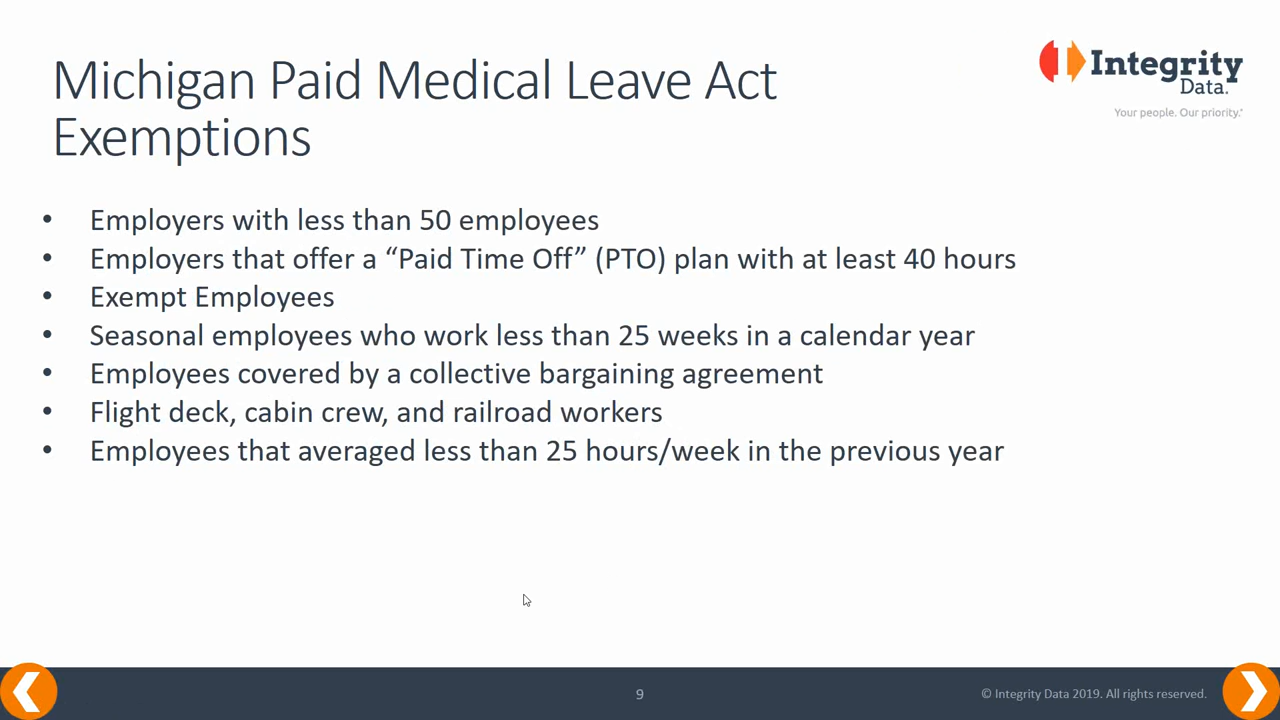 Michigan Paid Medical Leave Act
Exemptions
Integrity
Data.
Your people. Our priority.®
• Employers with less than 50 employees
• Employers that offer a “Paid Time Off” (PTO) plan with at least 40 hours
• Exempt Employees
• Seasonal employees who work less than 25 weeks in a calendar year
• Employees covered by a collective bargaining agreement
• Flight deck, cabin crew, and railroad workers
• Employees that averaged less than 25 hours/week in the previous year
9
© Integrity Data 2019. All rights reserved.